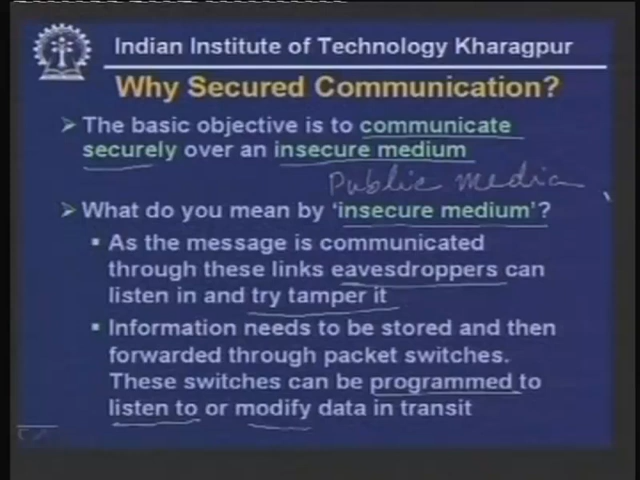 Indian Institute of Technology Kharagpur
Why Secured Communication?
The basic objective is to communicate
securely over an insecure medium
Public media
What do you mean by 'insecure medium'?
As the message is communicated
through these links eavesdroppers can
listen in and try tamper it
Information needs to be stored and then
forwarded through packet switches.
These switches can be programmed to
listen to or modify data in transit